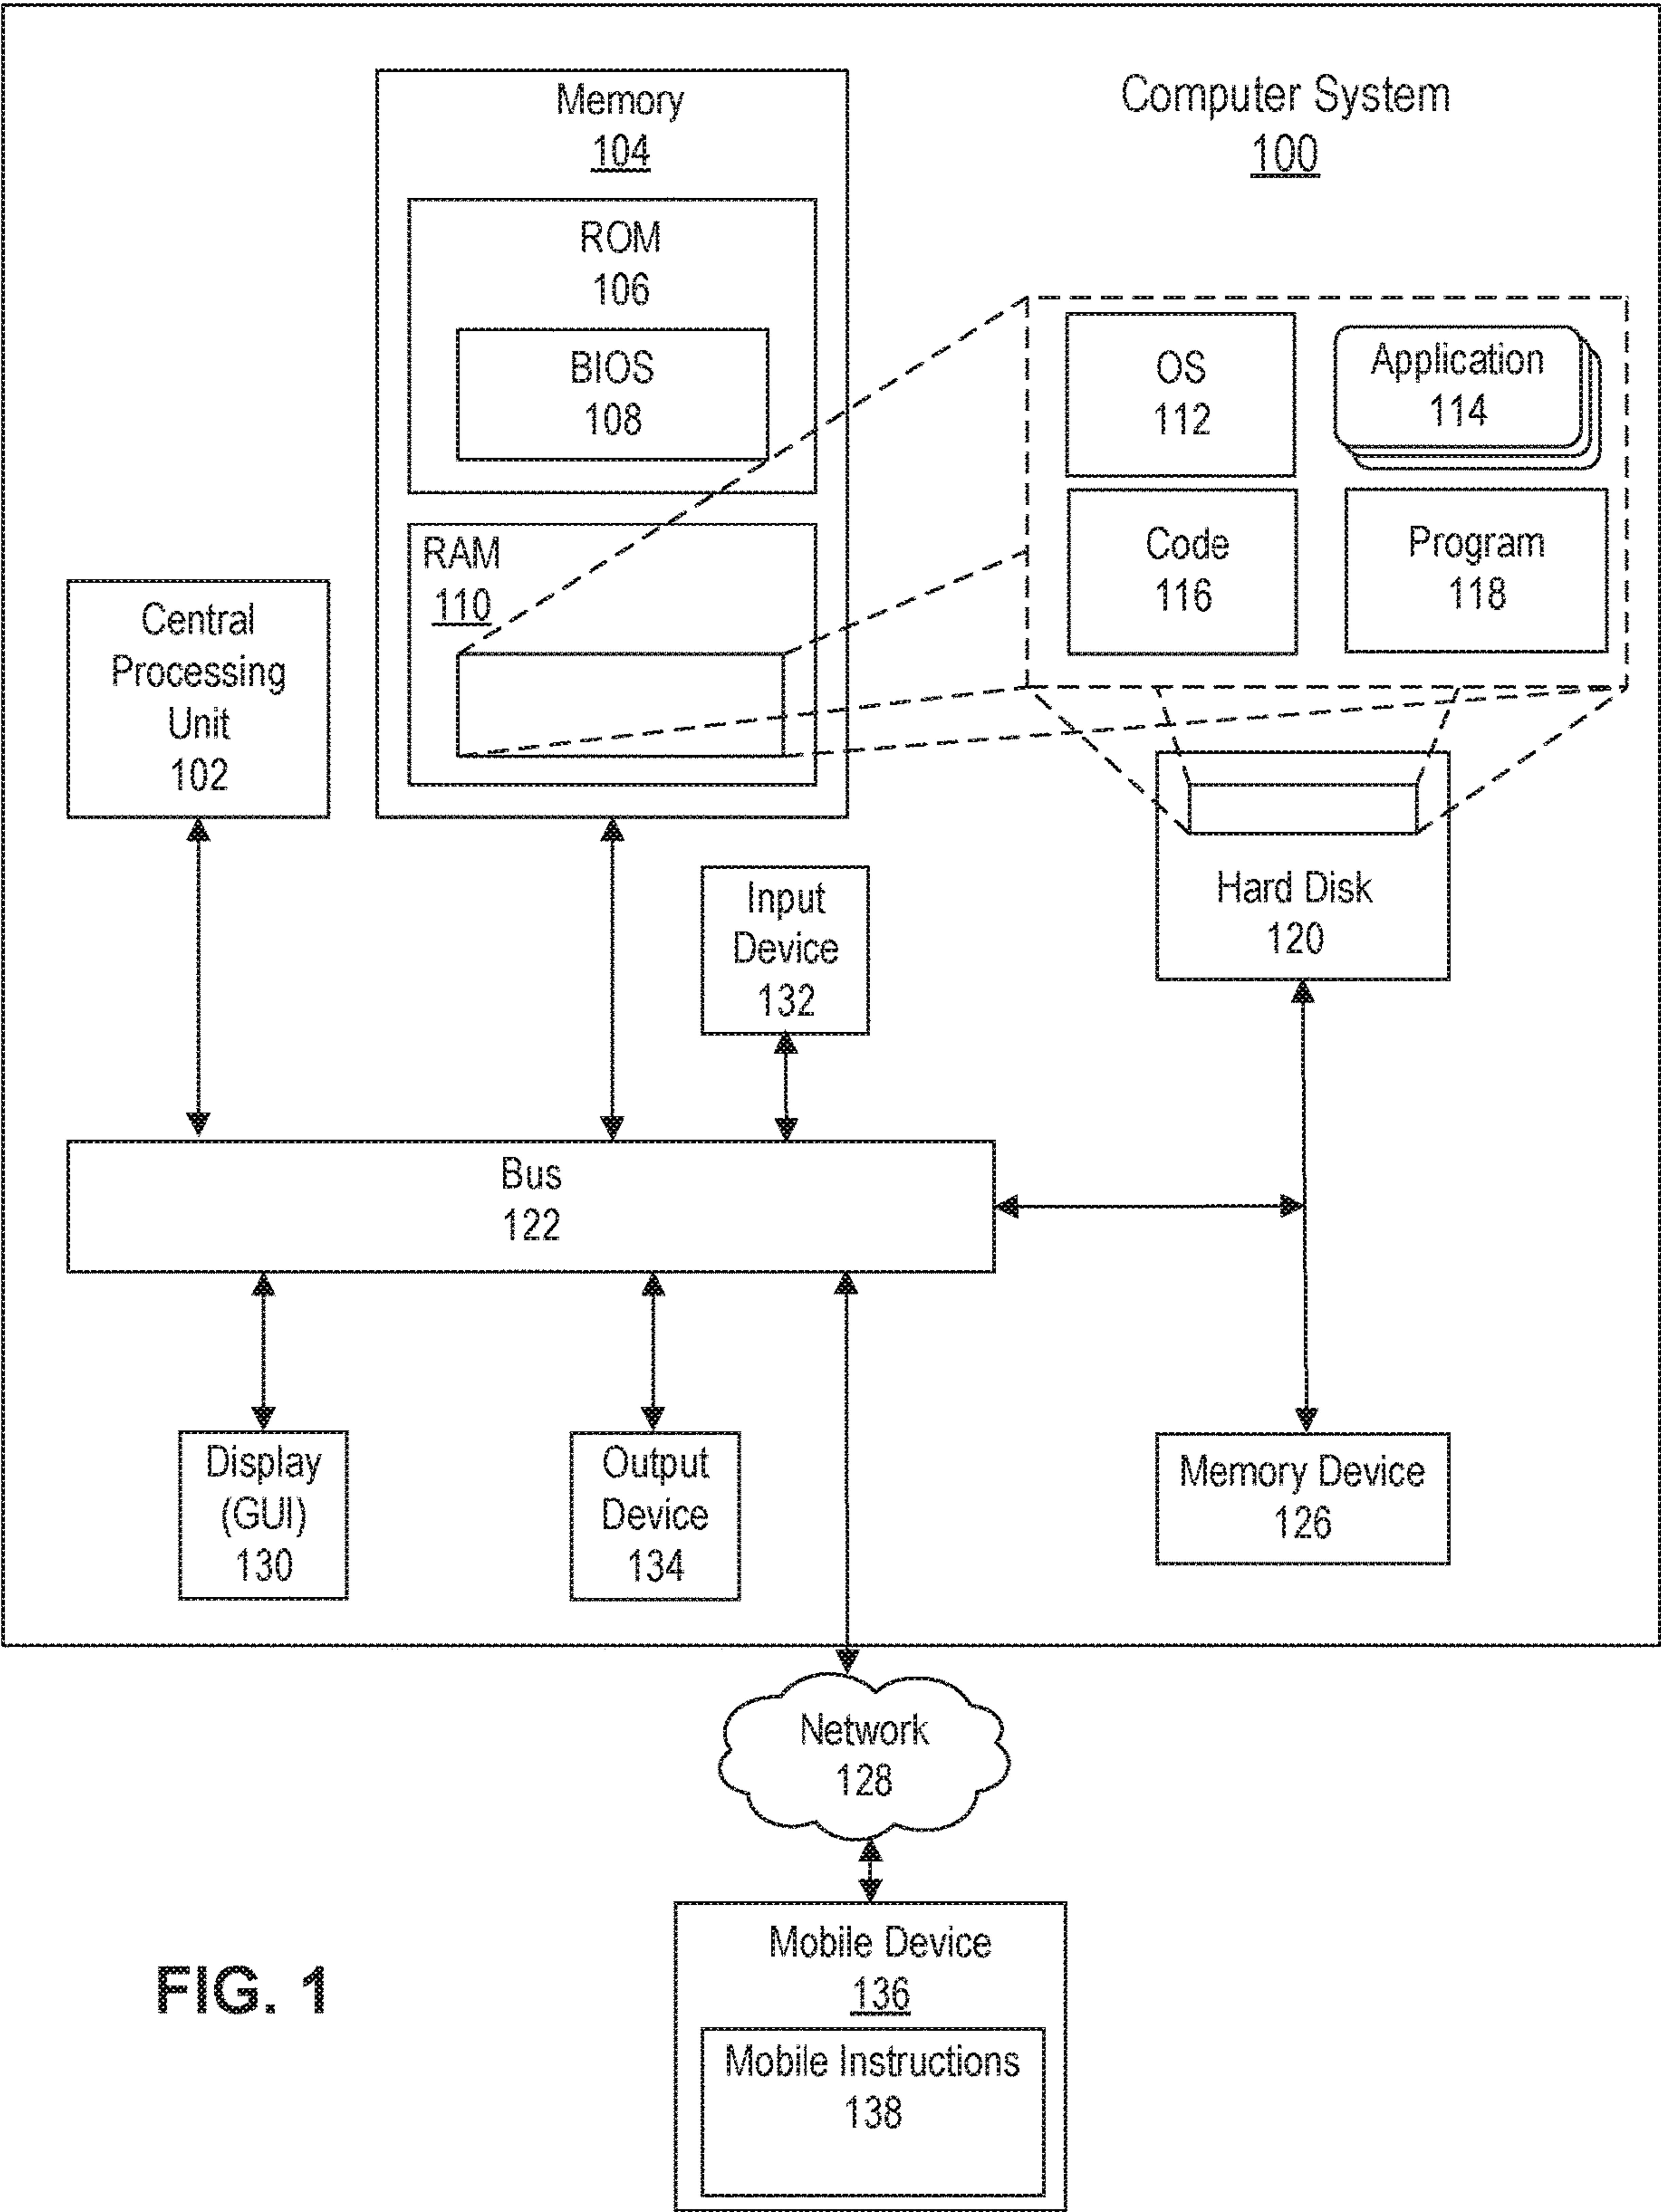 Computer System
100
Memory
104
ROM
106
BIOS
108
RAM
110
OS
112
Application
114
Code
116
Program
118
Central
Processing
Unit
102
Input
Device
132
Hard Disk
120
Bus
122
Display
(GUI)
130
Output
Device
134
Memory Device
126
Network
128
Mobile Device
136
Mobile Instructions
138
FIG. 1